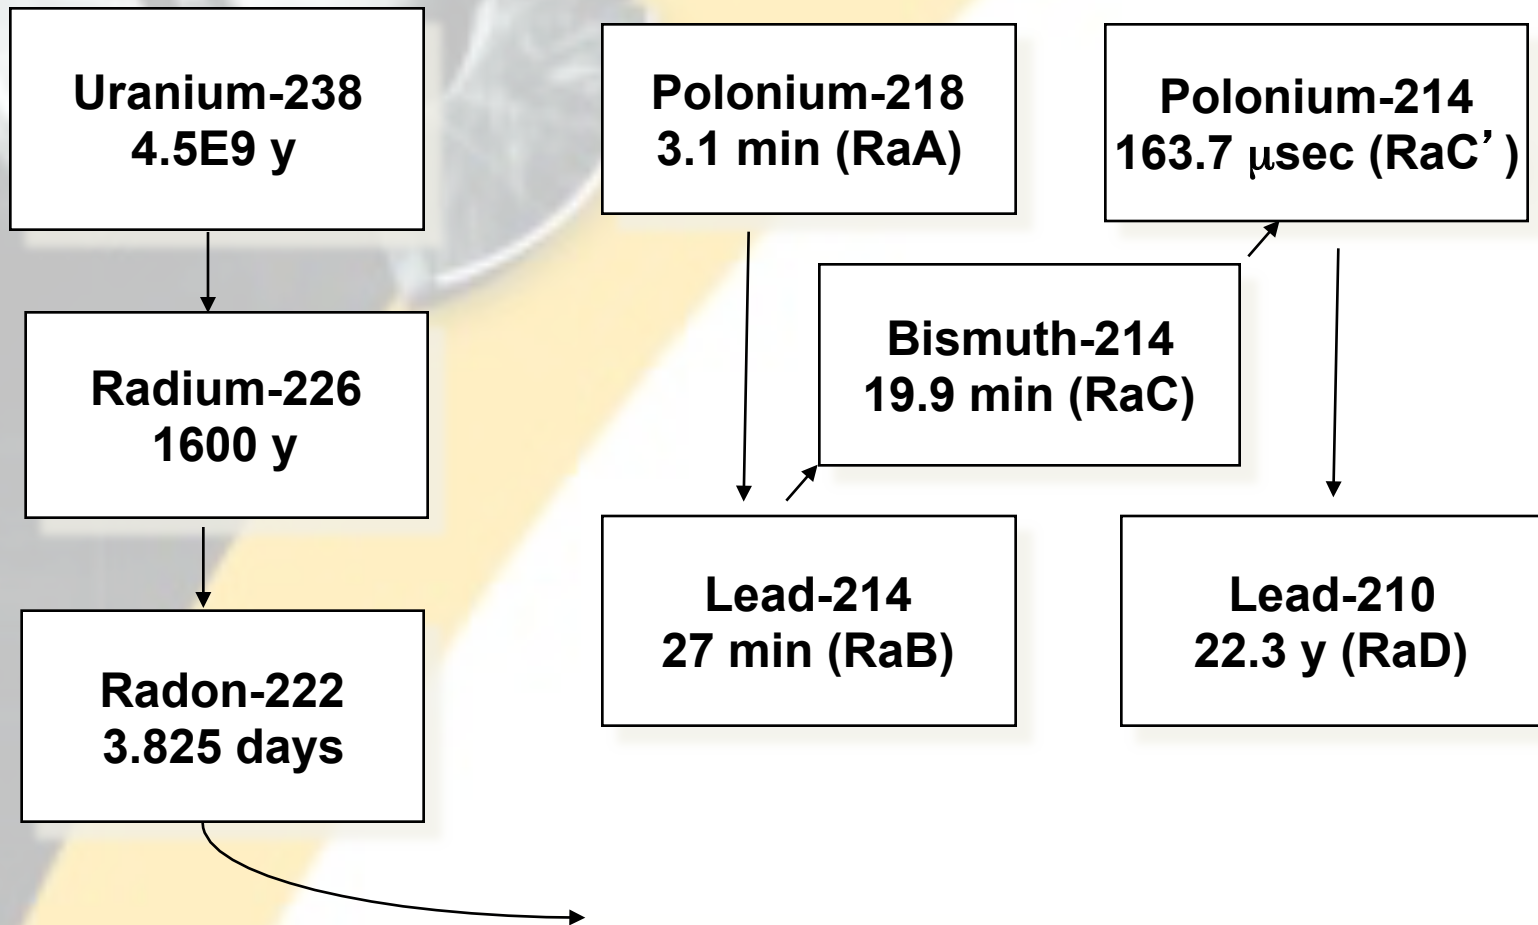 Uranium-238
4.5E9 y
Radium-226
1600 y
Radon-222
3.825 days
Polonium-218
3.1 min (RaA)
Lead-214
27 min (RaB)
Bismuth-214
19.9 min (RaC)
Polonium-214
163.7 μsec (RaC’)
Lead-210
22.3 y (RaD)